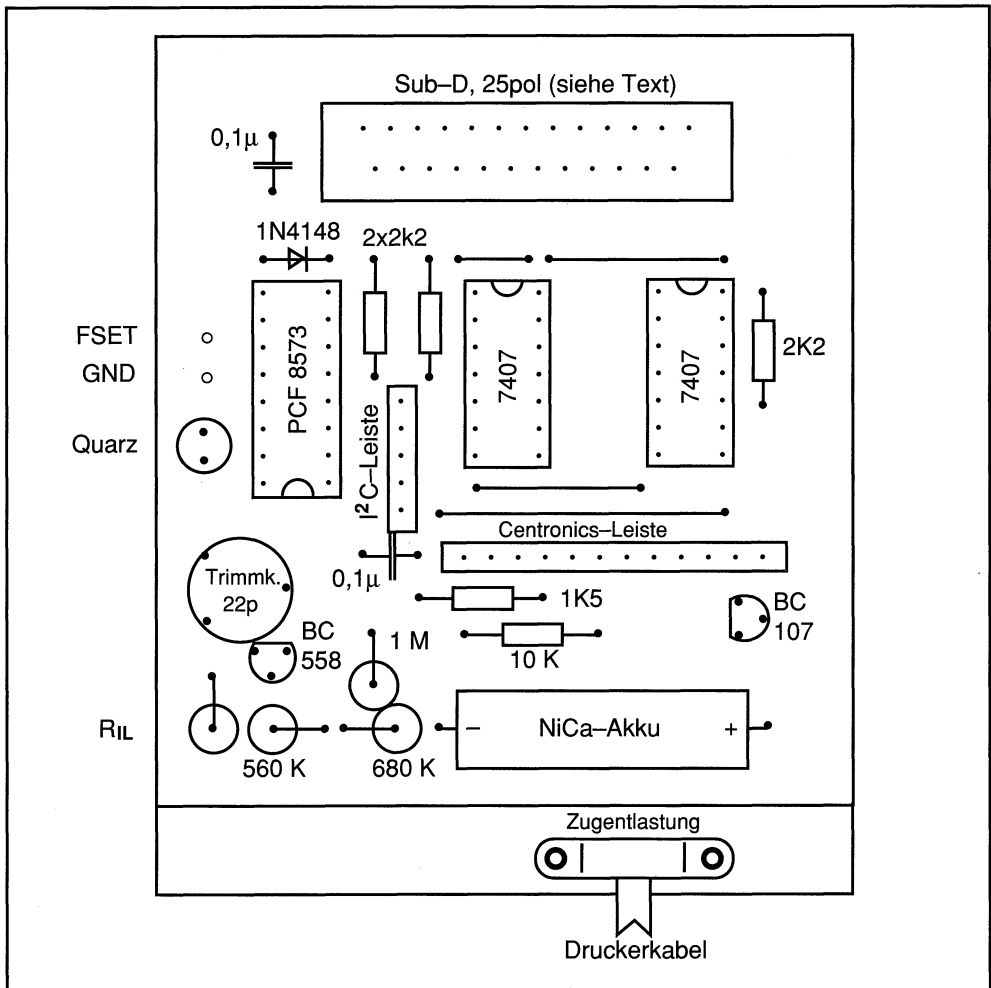 Sub–D, 25pol (siehe Text)
0,1µ
1N4148
2x2k2
FSET
GND
Quarz
PCF 8573
7407
7407
2K2
I²C–Leiste
Centronics–Leiste
0,1µ
Trimmk.
22p
1K5
BC
107
BC
558
1 M
10 K
RIL
560 K
680 K
– NiCa–Akku +
Zugentlastung
Druckerkabel